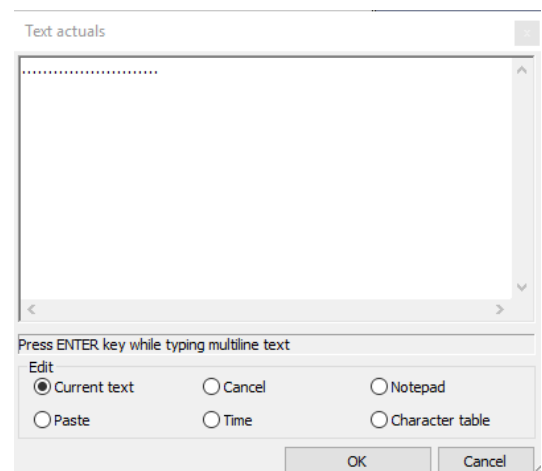 Text actuals
x
..........................
Press ENTER key while typing multiline text
Edit
Current text Cancel Notepad
Paste Time Character table
OK Cancel